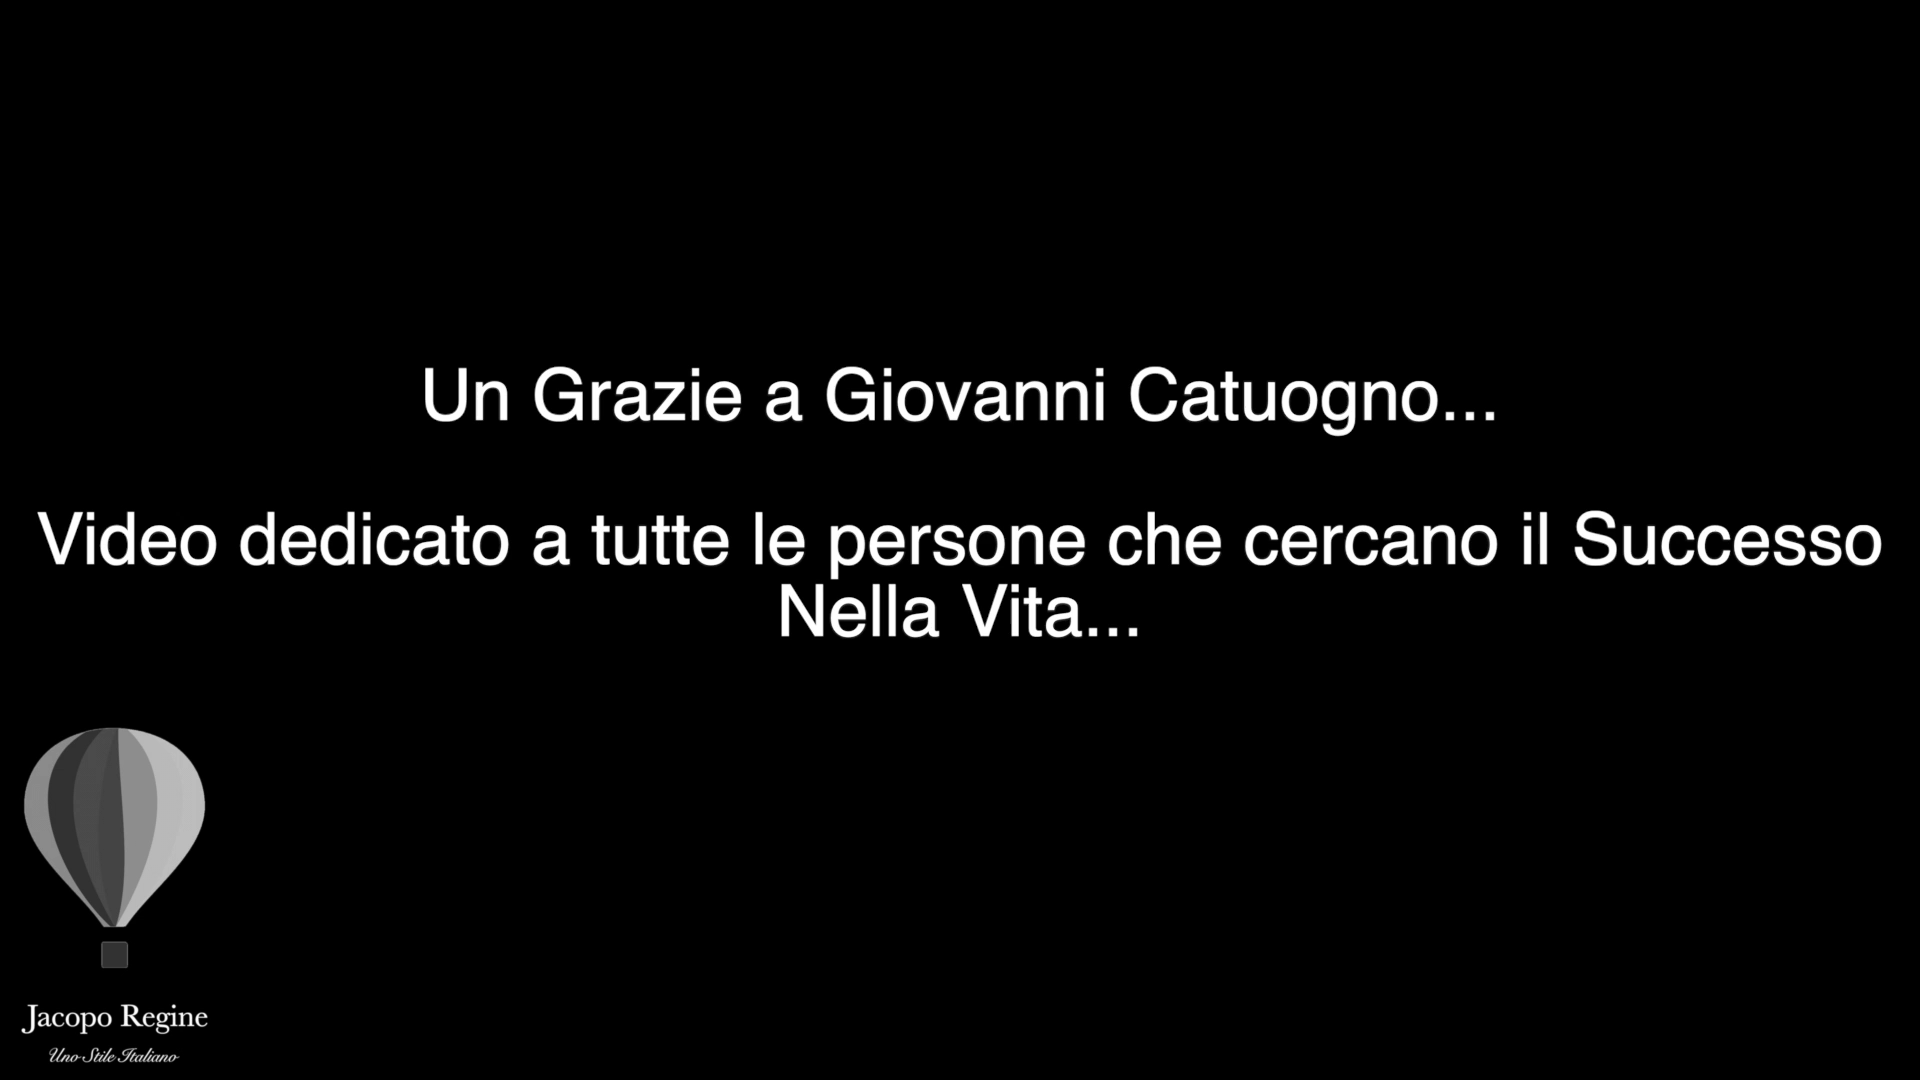 Un Grazie a Giovanni Catuogno...
Video dedicato a tutte le persone che cercano il Successo
Nella Vita...
Jacopo Regine
Uno Stile Italiano